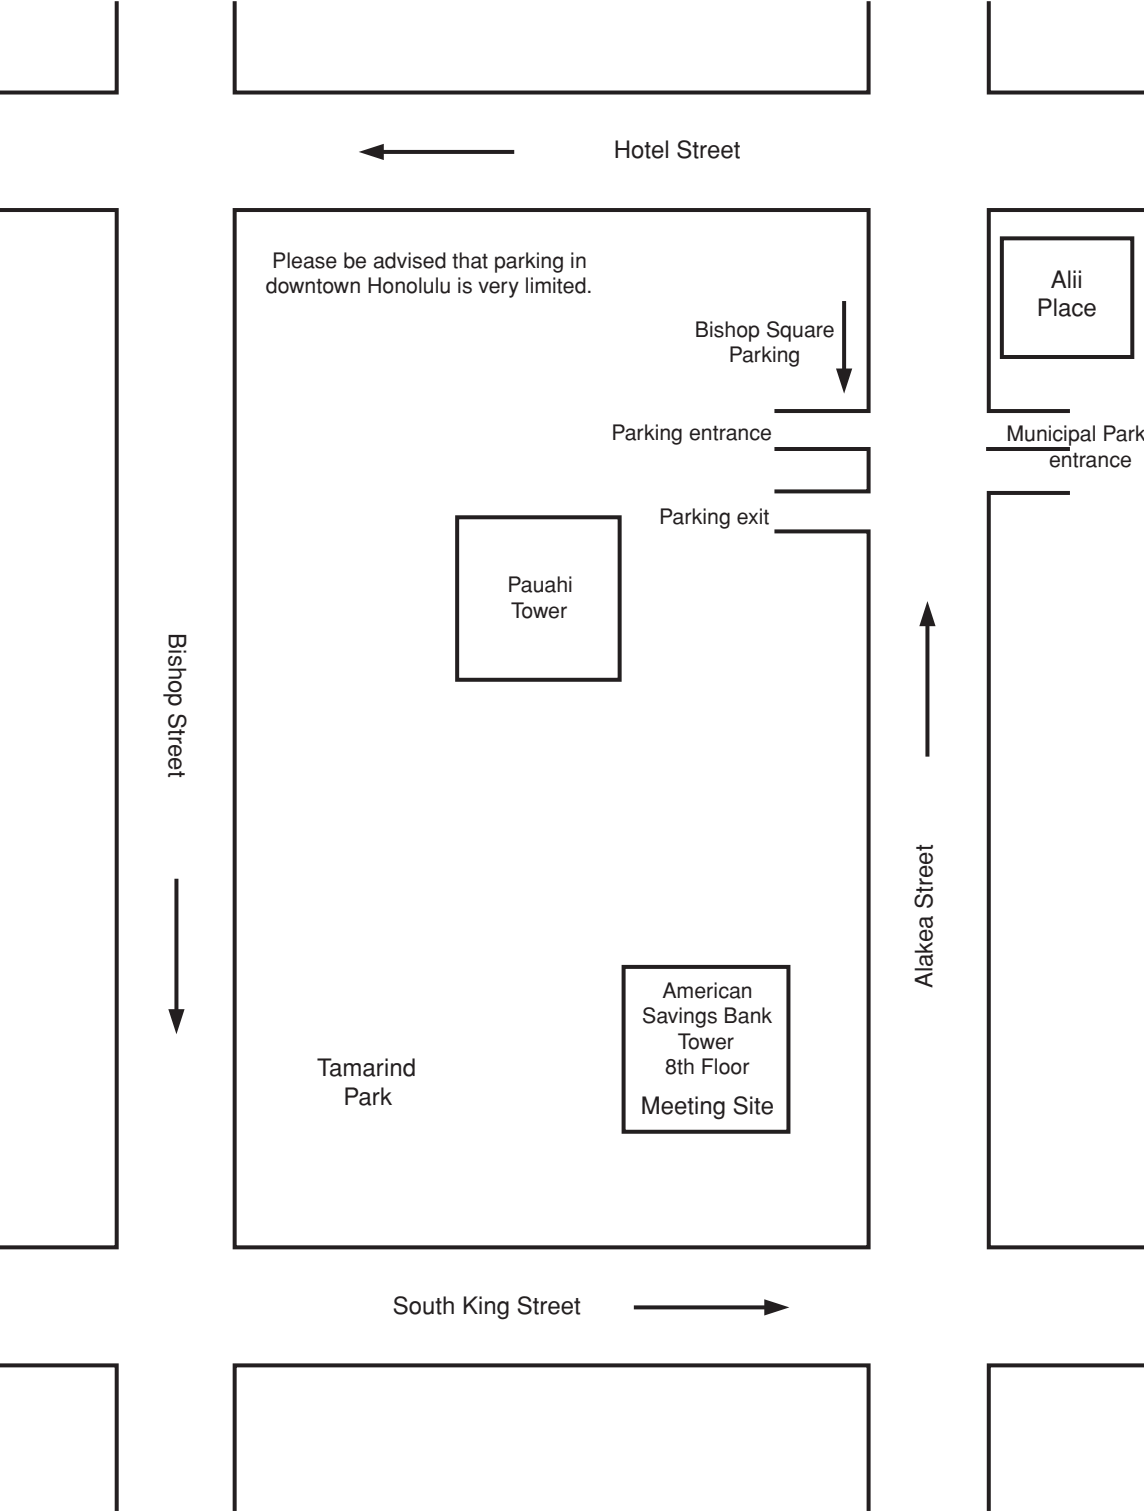 Hotel Street
Please be advised that parking in
downtown Honolulu is very limited.
Alii
Place
Bishop Square
Parking
Parking entrance
Municipal Park
entrance
Parking exit
Pauahi
Tower
Bishop Street
Alakea Street
American
Savings Bank
Tower
8th Floor
Meeting Site
Tamarind
Park
South King Street